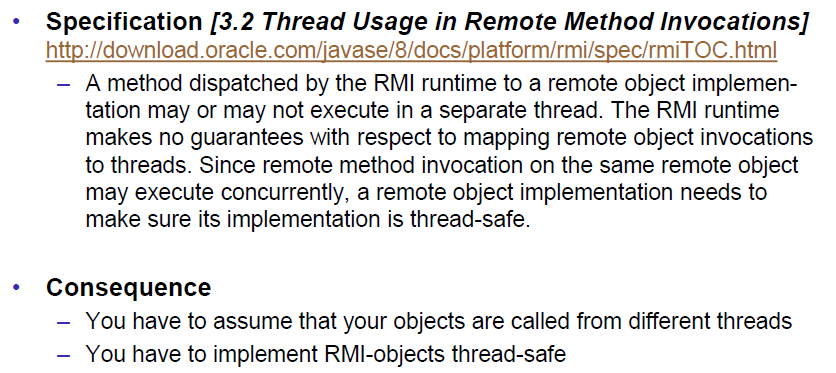 • Specification [3.2 Thread Usage in Remote Method Invocations]
http://download.oracle.com/javase/8/docs/platform/rmi/spec/rmiTOC.html
– A method dispatched by the RMI runtime to a remote object implemen-
tation may or may not execute in a separate thread. The RMI runtime
makes no guarantees with respect to mapping remote object invocations
to threads. Since remote method invocation on the same remote object
may execute concurrently, a remote object implementation needs to
make sure its implementation is thread-safe.
• Consequence
– You have to assume that your objects are called from different threads
– You have to implement RMI-objects thread-safe